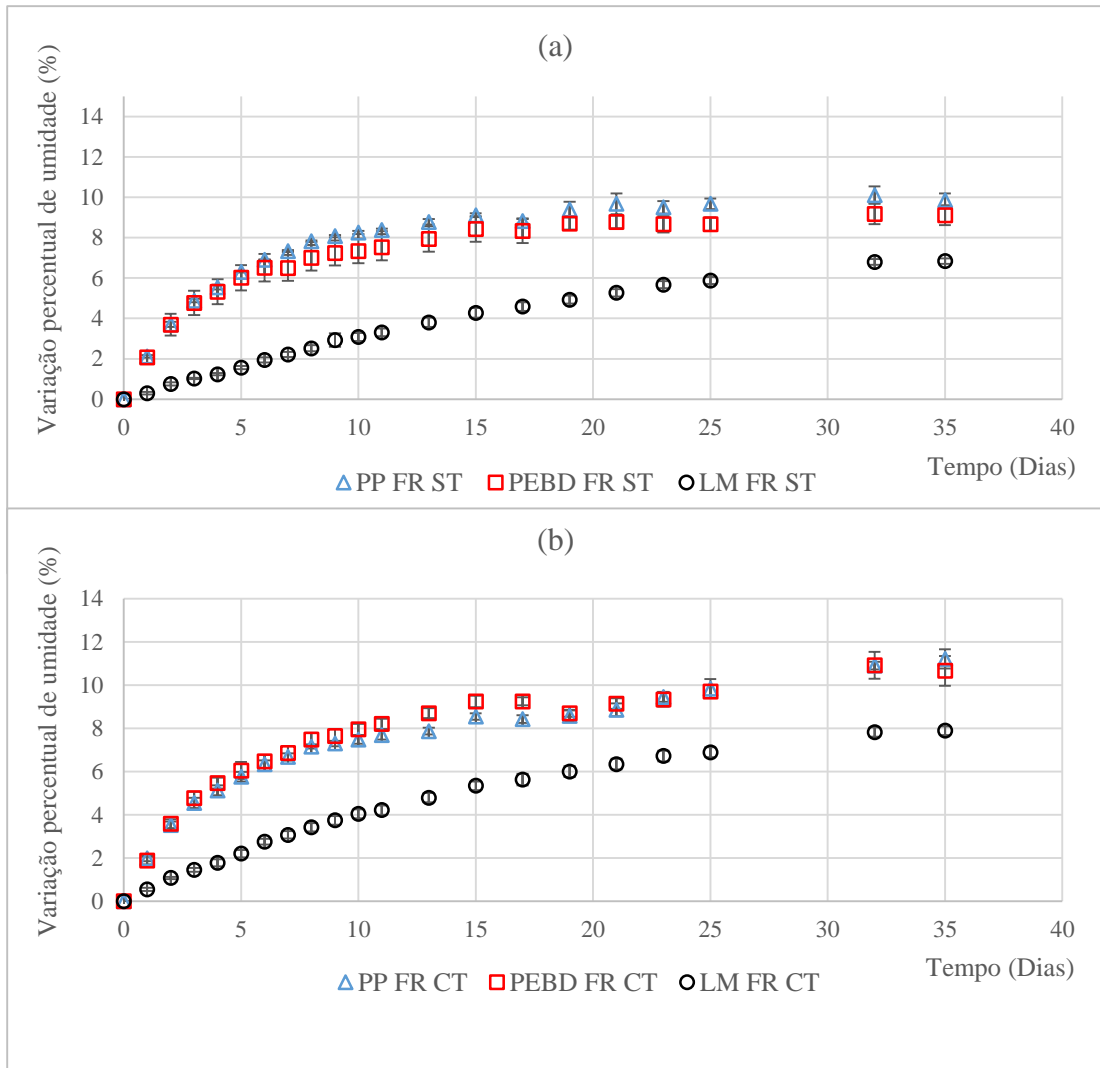 (a)
Variação percentual de umidade (%)
14
12
10
8
6
4
2
0
0 5 10 15 20 25 30 35 40
Tempo (Dias)
PP FR ST PEBD FR ST LM FR ST
(b)
Variação percentual de umidade (%)
14
12
10
8
6
4
2
0
0 5 10 15 20 25 30 35 40
Tempo (Dias)
PP FR CT PEBD FR CT LM FR CT